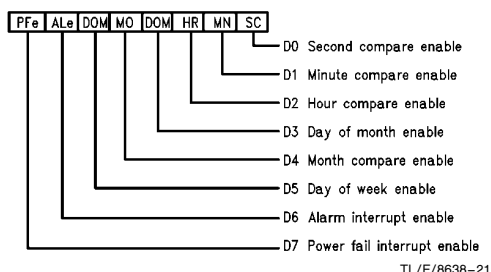 PFe ALe DOM MO DOM HR MN SC
D0 Second compare enable
D1 Minute compare enable
D2 Hour compare enable
D3 Day of month enable
D4 Month compare enable
D5 Day of week enable
D6 Alarm interrupt enable
D7 Power fail interrupt enable
TL/F/8638–21